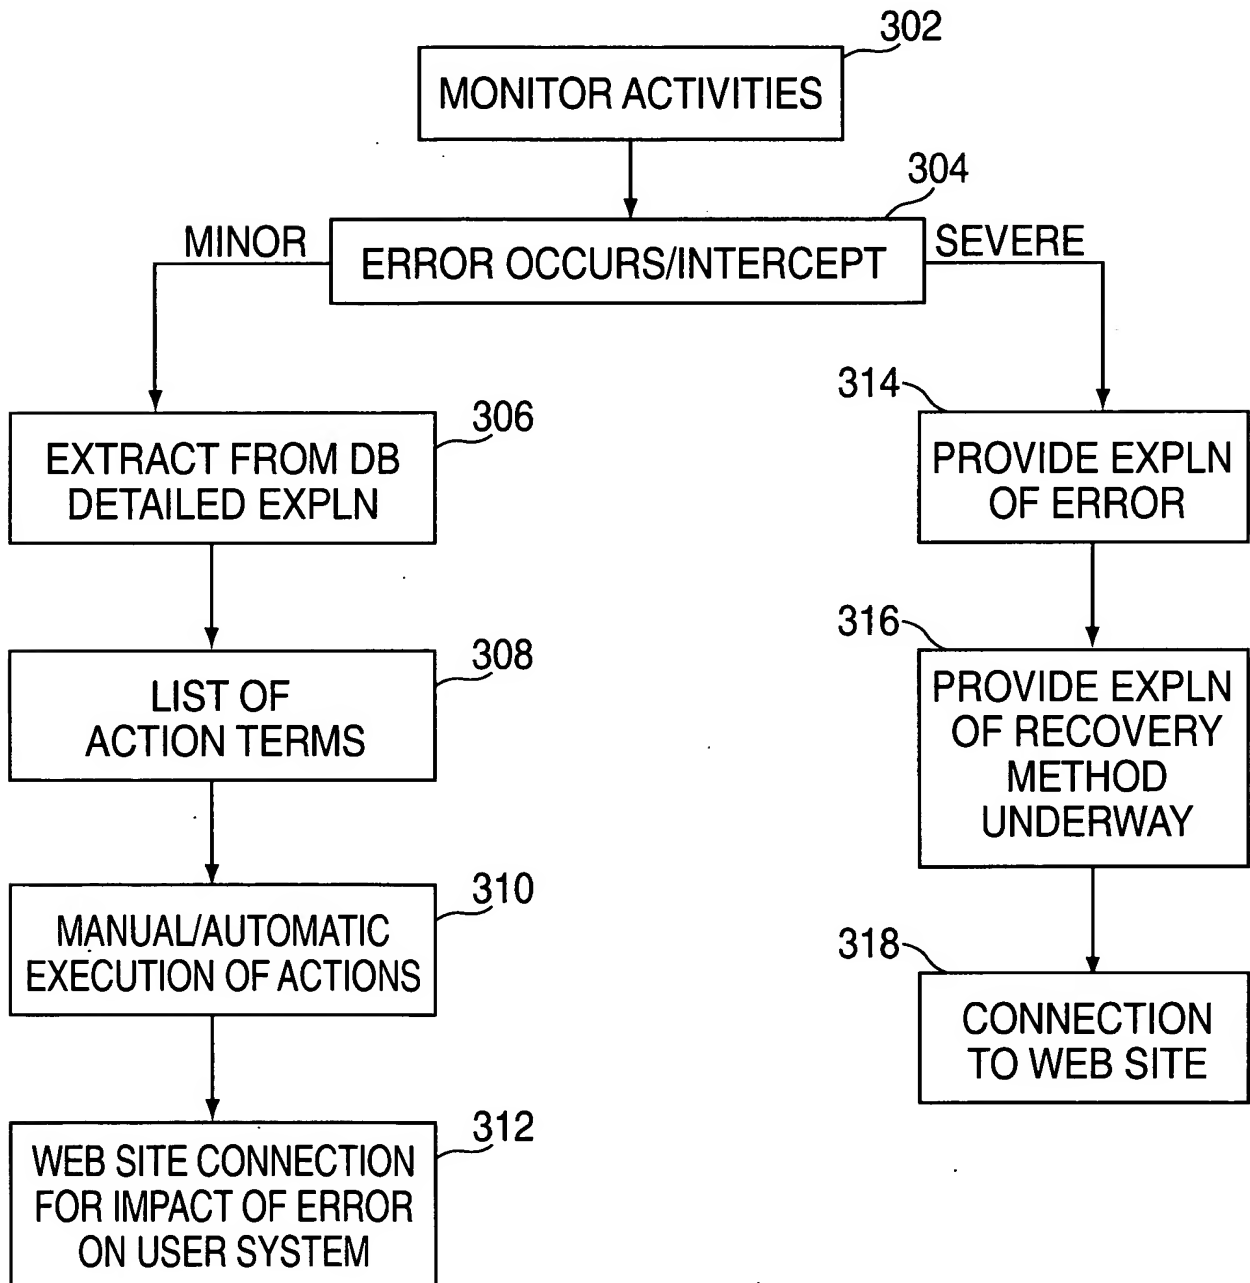 302
MONITOR ACTIVITIES
304
MINOR
ERROR OCCURS/INTERCEPT
SEVERE
306
EXTRACT FROM DB
DETAILED EXPLN
308
LIST OF
ACTION TERMS
310
MANUAL/AUTOMATIC
EXECUTION OF ACTIONS
312
WEB SITE CONNECTION
FOR IMPACT OF ERROR
ON USER SYSTEM
314
PROVIDE EXPLN
OF ERROR
316
PROVIDE EXPLN
OF RECOVERY
METHOD
UNDERWAY
318
CONNECTION
TO WEB SITE